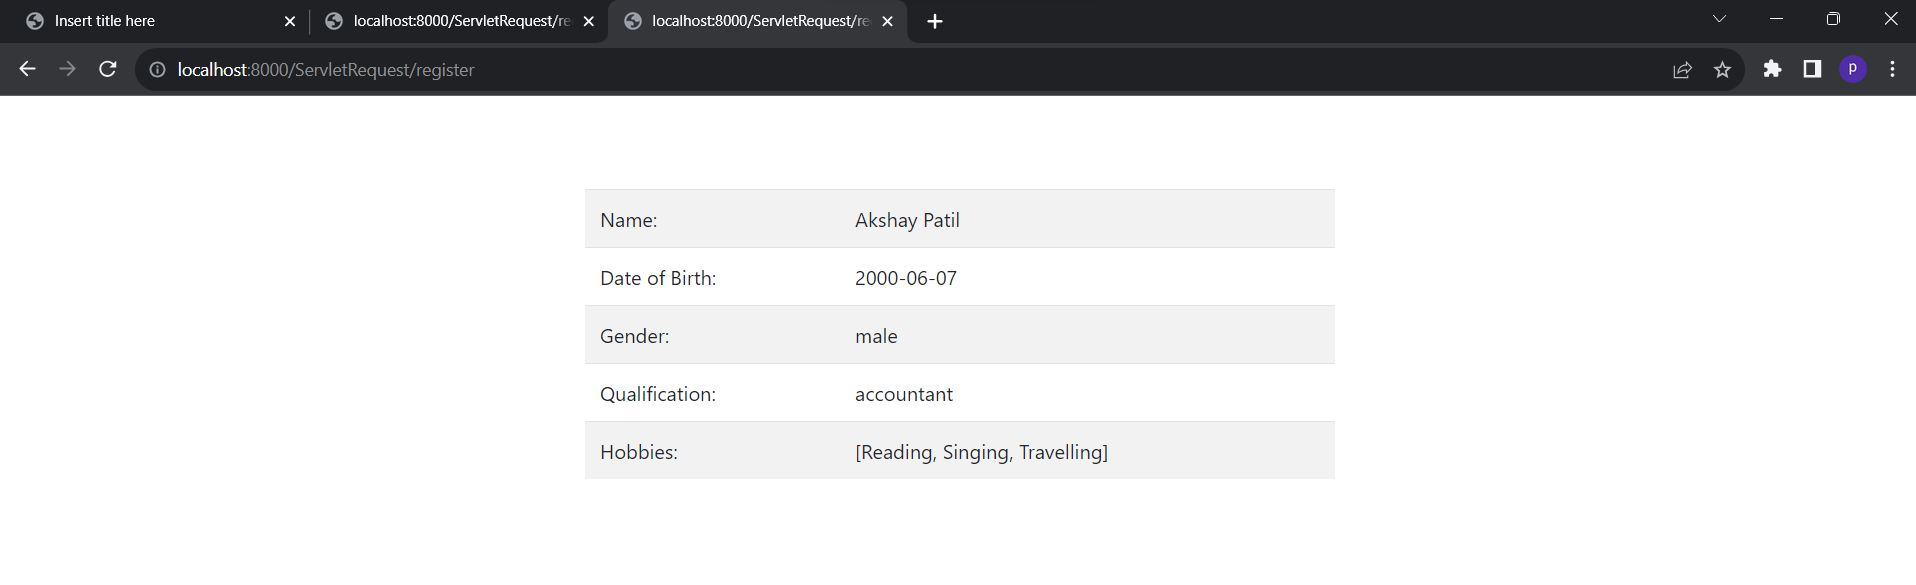 Insert title here
localhost:8000/ServletRequest/re
localhost:8000/ServletRequest/re
localhost:8000/ServletRequest/register
p
Name: Akshay Patil
Date of Birth: 2000-06-07
Gender: male
Qualification: accountant
Hobbies: [Reading, Singing, Travelling]